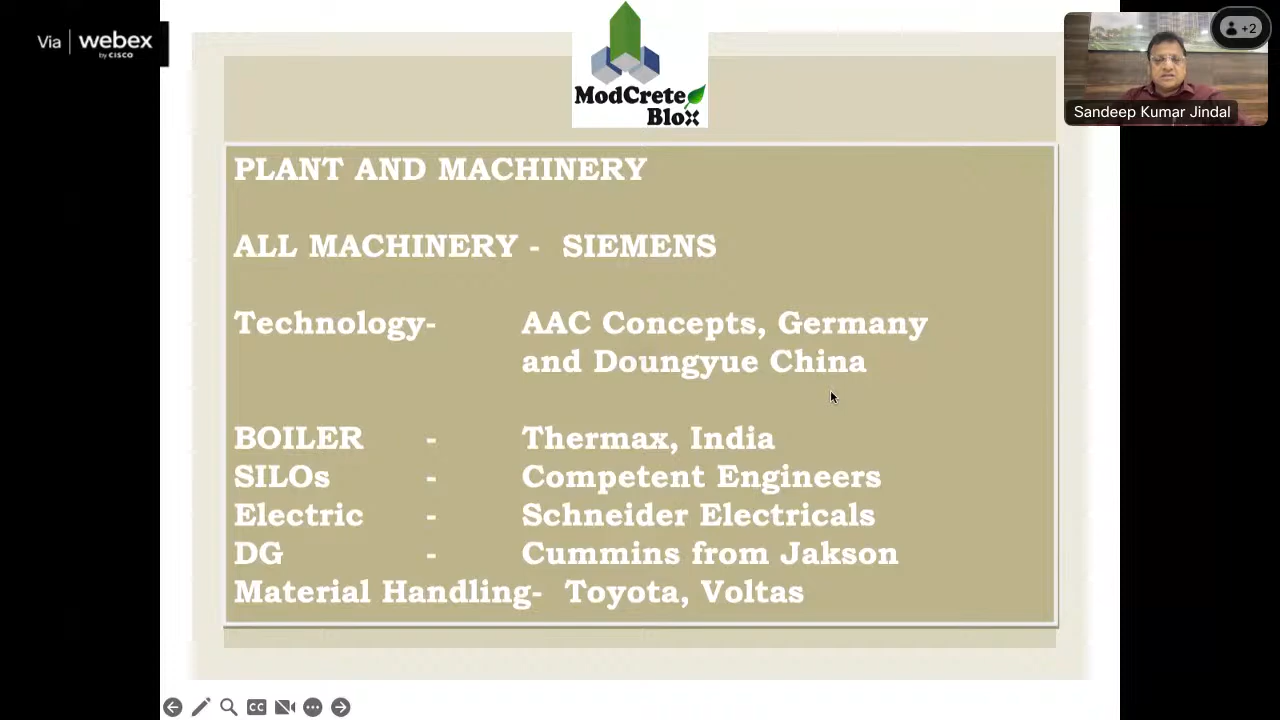 Via webex
by CISCO
+2
Sandeep Kumar Jindal
ModCrete
Blox
PLANT AND MACHINERY
ALL MACHINERY - SIEMENS
Technology- AAC Concepts, Germany
and Doungyue China
BOILER - Thermax, India
SILOs - Competent Engineers
Electric - Schneider Electricals
DG - Cummins from Jakson
Material Handling- Toyota, Voltas
CC